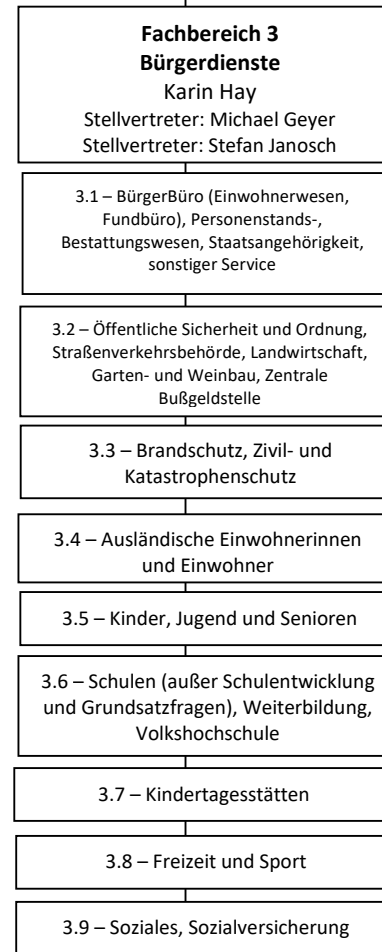 Fachbereich 3
Bürgerdienste
Karin Hay
Stellvertreter: Michael Geyer
Stellvertreter: Stefan Janosch
3.1 – BürgerBüro (Einwohnerwesen,
Fundbüro), Personenstands-,
Bestattungswesen, Staatsangehörigkeit,
sonstiger Service
3.2 – Öffentliche Sicherheit und Ordnung,
Straßenverkehrsbehörde, Landwirtschaft,
Garten- und Weinbau, Zentrale
Bußgeldstelle
3.3 – Brandschutz, Zivil- und
Katastrophenschutz
3.4 – Ausländische Einwohnerinnen
und Einwohner
3.5 – Kinder, Jugend und Senioren
3.6 – Schulen (außer Schulentwicklung
und Grundsatzfragen), Weiterbildung,
Volkshochschule
3.7 – Kindertagesstätten
3.8 – Freizeit und Sport
3.9 – Soziales, Sozialversicherung